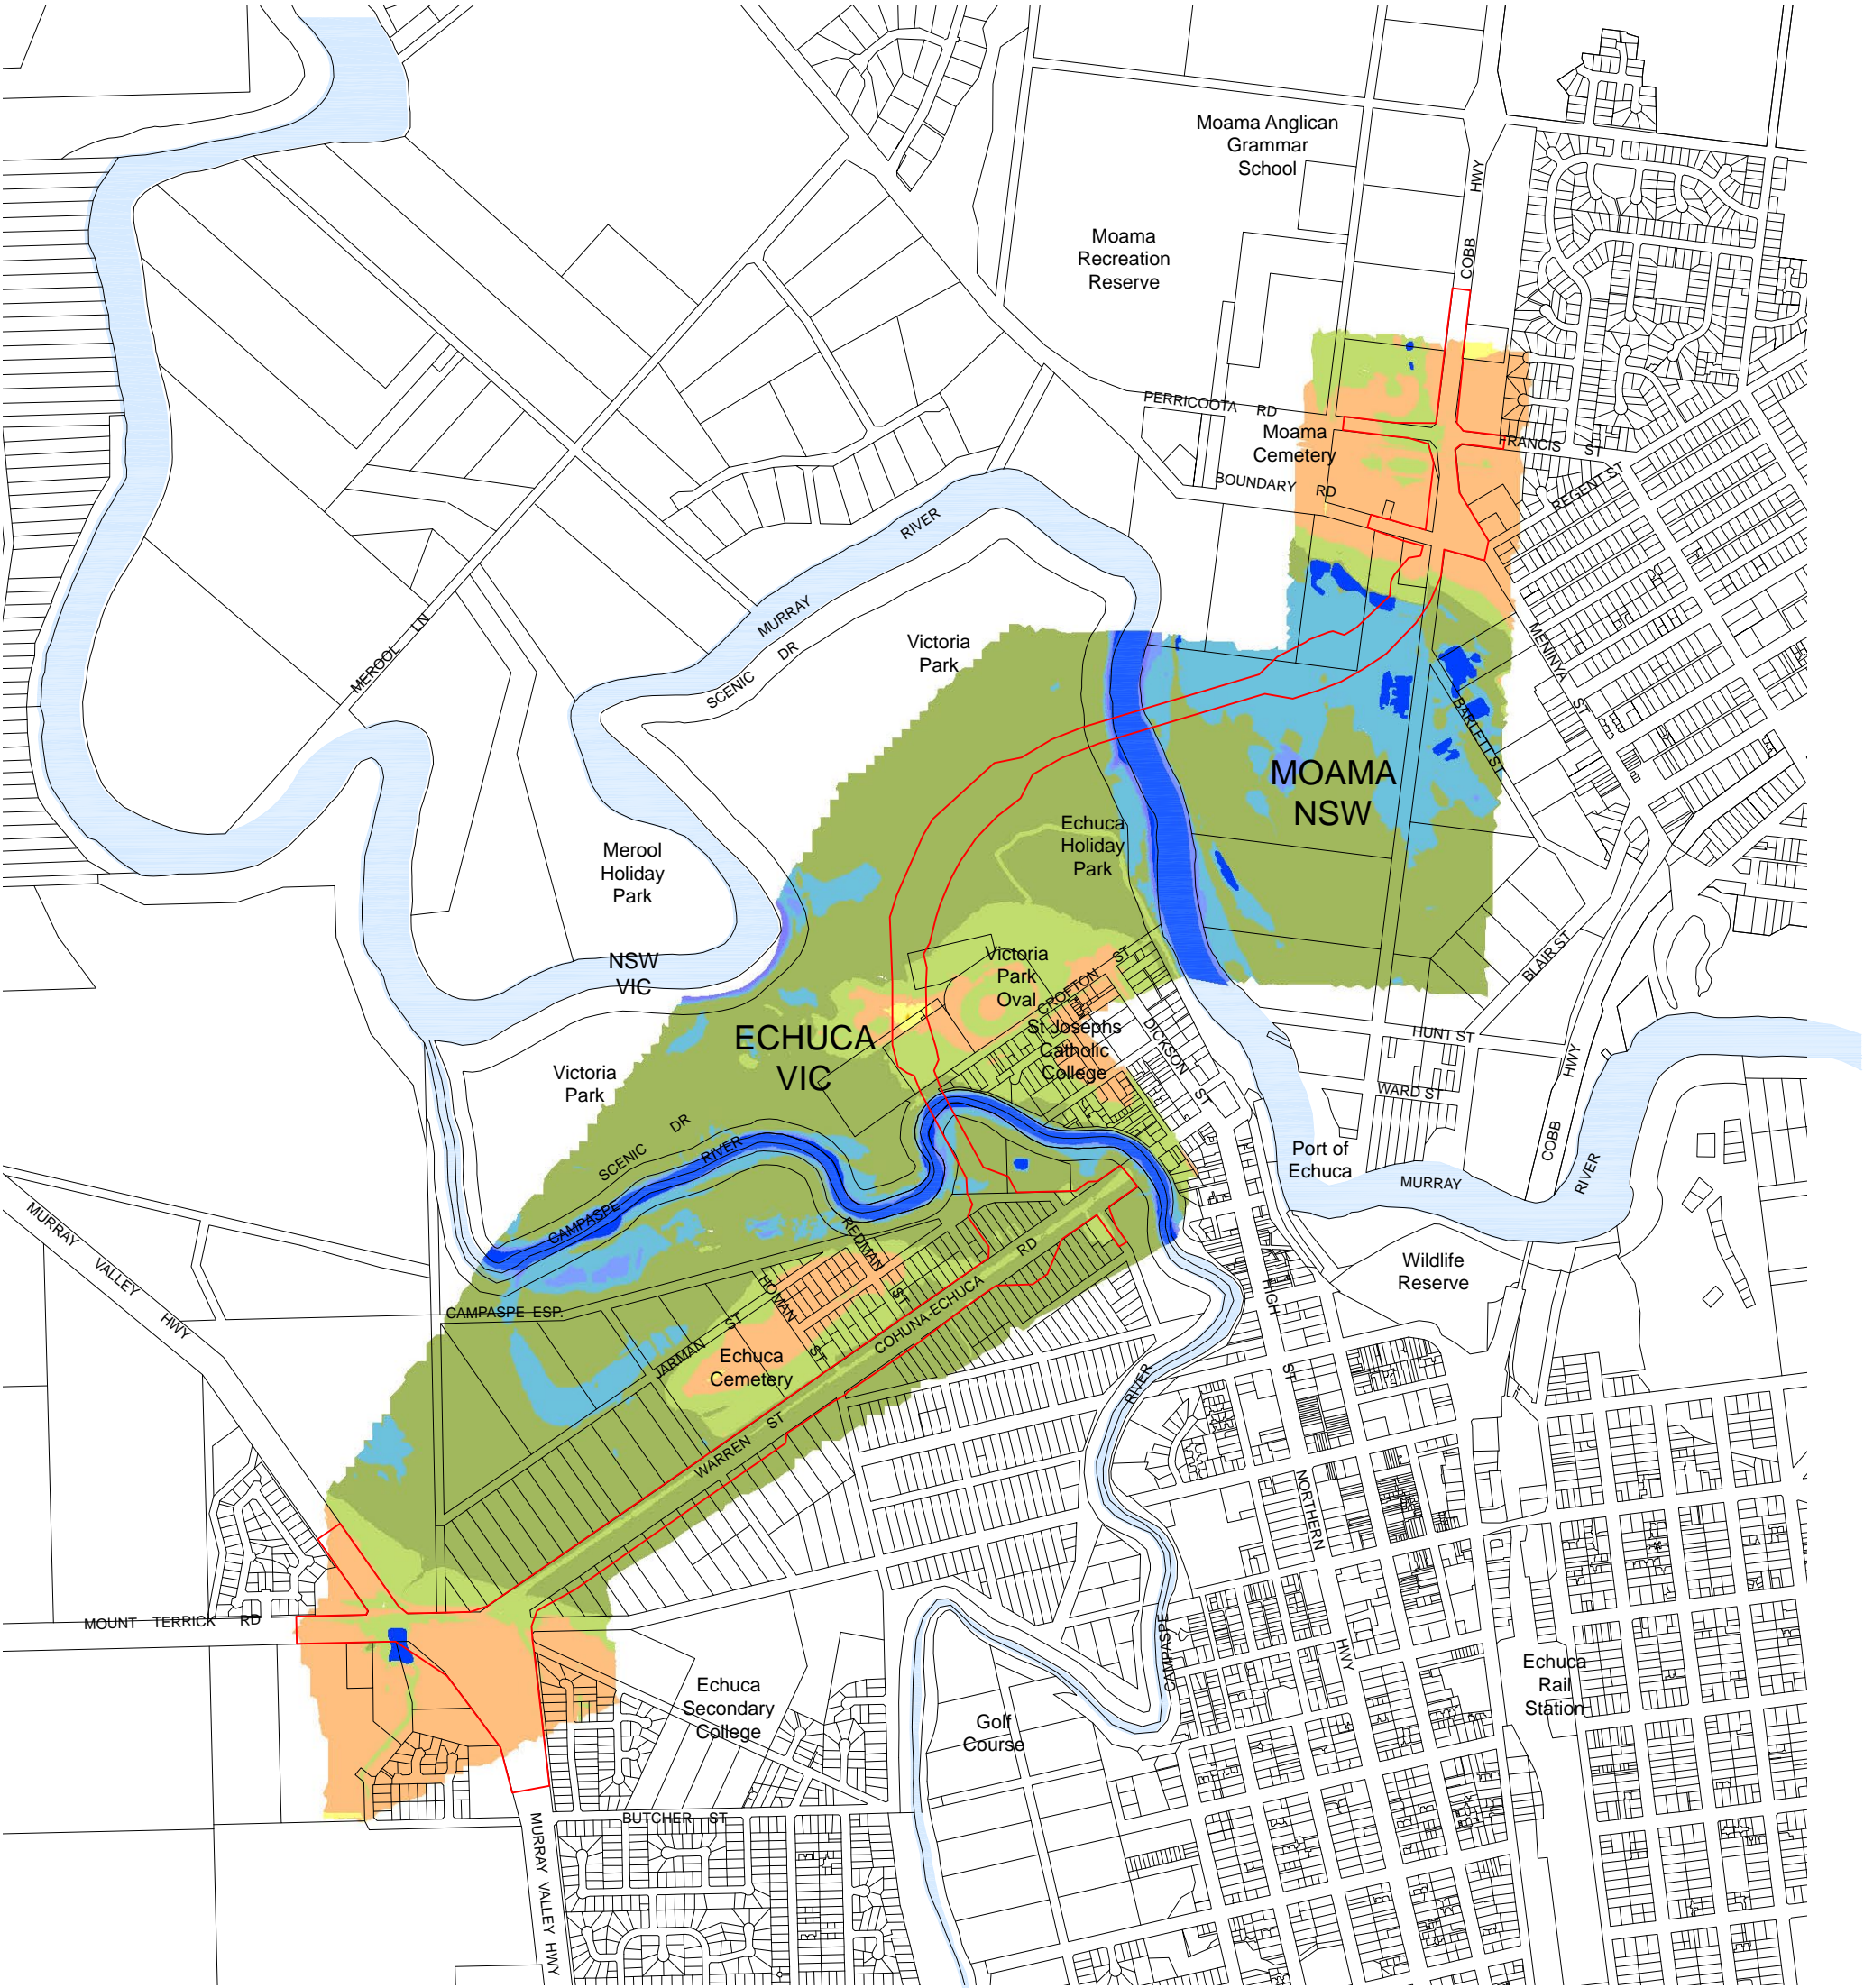 Moama Anglican
Grammar
School
HWY
COBB
Moama
Recreation
Reserve
PERRICOOTA RD
Moama
Cemetery
FRANCIS ST
BOUNDARY RD
REGENT ST
RIVER
MURRAY
SCENIC DR
MEROOL LN
Victoria
Park
MENINYA ST
BARLETT ST
MOAMA
NSW
Echuca
Holiday
Park
Merool
Holiday
Park
NSW
VIC
Victoria
Park
Oval
CROFTON ST
BLAIR ST
ECHUCA
VIC
St Josephs
Catholic
College
DICKSON ST
HUNT ST
HWY
COBB
WARD ST
Victoria
Park
SCENIC DR
RIVER
CAMPASPE
Port of
Echuca
MURRAY
RIVER
MURRAY VALLEY HWY
REDMAN ST
HOMAN ST
JARMAN ST
CAMPASPE ESP.
COHUNA-ECHUCA RD
Wildlife
Reserve
HIGH ST
Echuca
Cemetery
WARREN ST
RIVER
NORTHERN HWY
MOUNT TERRICK RD
CAMPASPE
Echuca
Secondary
College
Golf
Course
Echuca
Rail
Station
BUTCHER ST
MURRAY VALLEY HWY